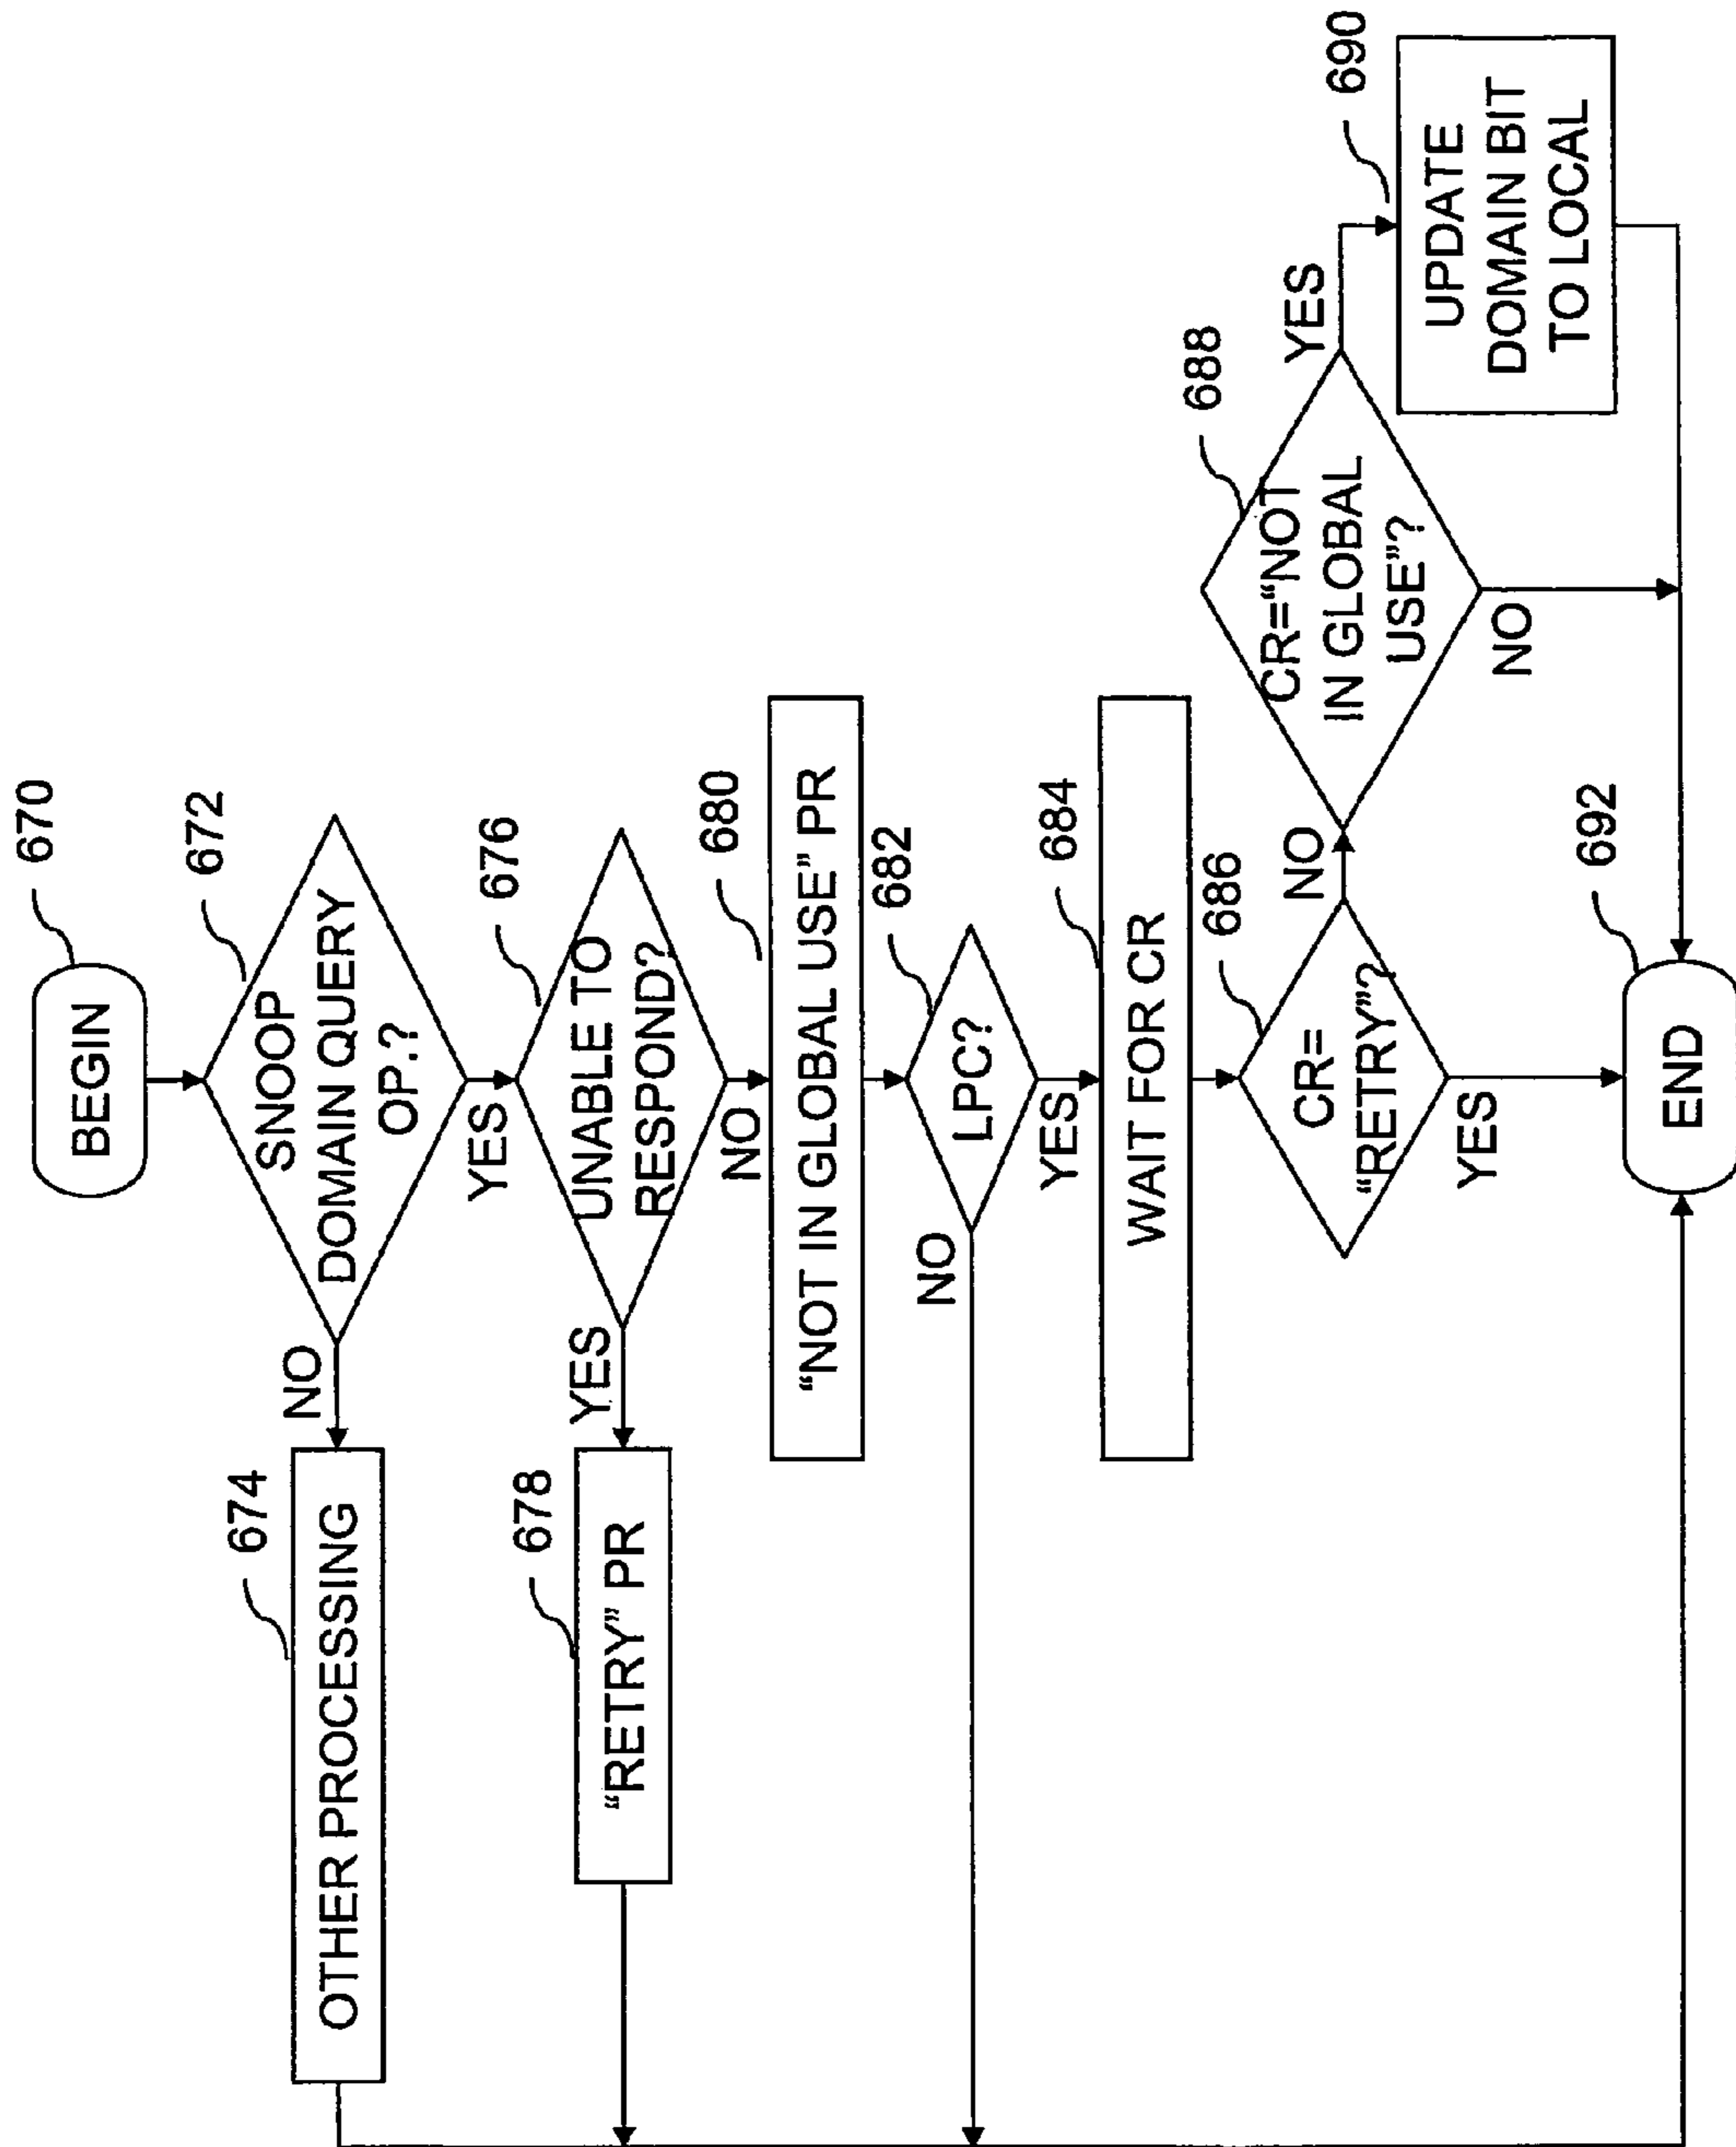 670
BEGIN
672
SNOOP
DOMAIN QUERY
OP.?
NO
YES
674
OTHER PROCESSING
676
UNABLE TO
RESPOND?
YES
NO
678
“RETRY” PR
680
“NOT IN GLOBAL USE” PR
682
LPC?
NO
YES
684
WAIT FOR CR
686
CR=
“RETRY”?
NO
YES
688
CR=“NOT
IN GLOBAL
USE”?
YES
NO
690
UPDATE
DOMAIN BIT
TO LOCAL
692
END